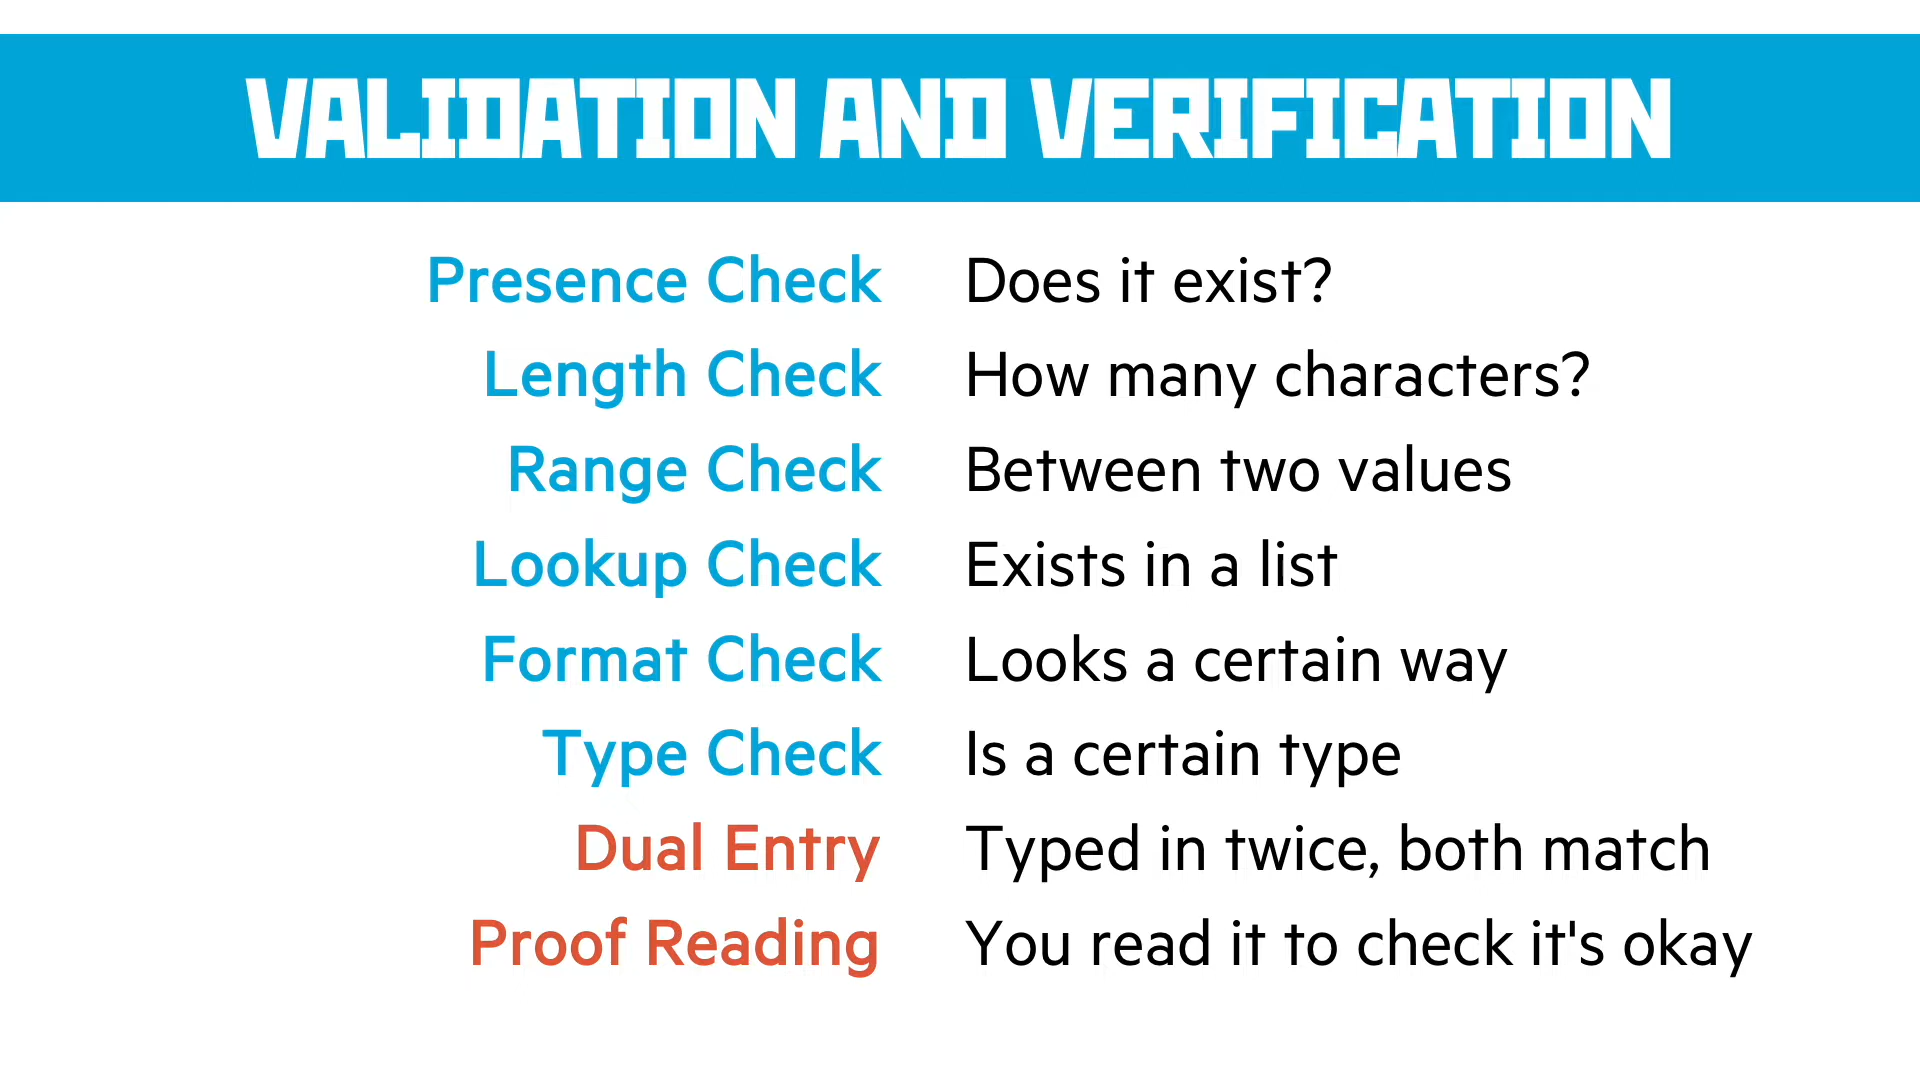 VALIDATION AND VERIFICATION
Presence Check Does it exist?
Length Check How many characters?
Range Check Between two values
Lookup Check Exists in a list
Format Check Looks a certain way
Type Check Is a certain type
Dual Entry Typed in twice, both match
Proof Reading You read it to check it's okay